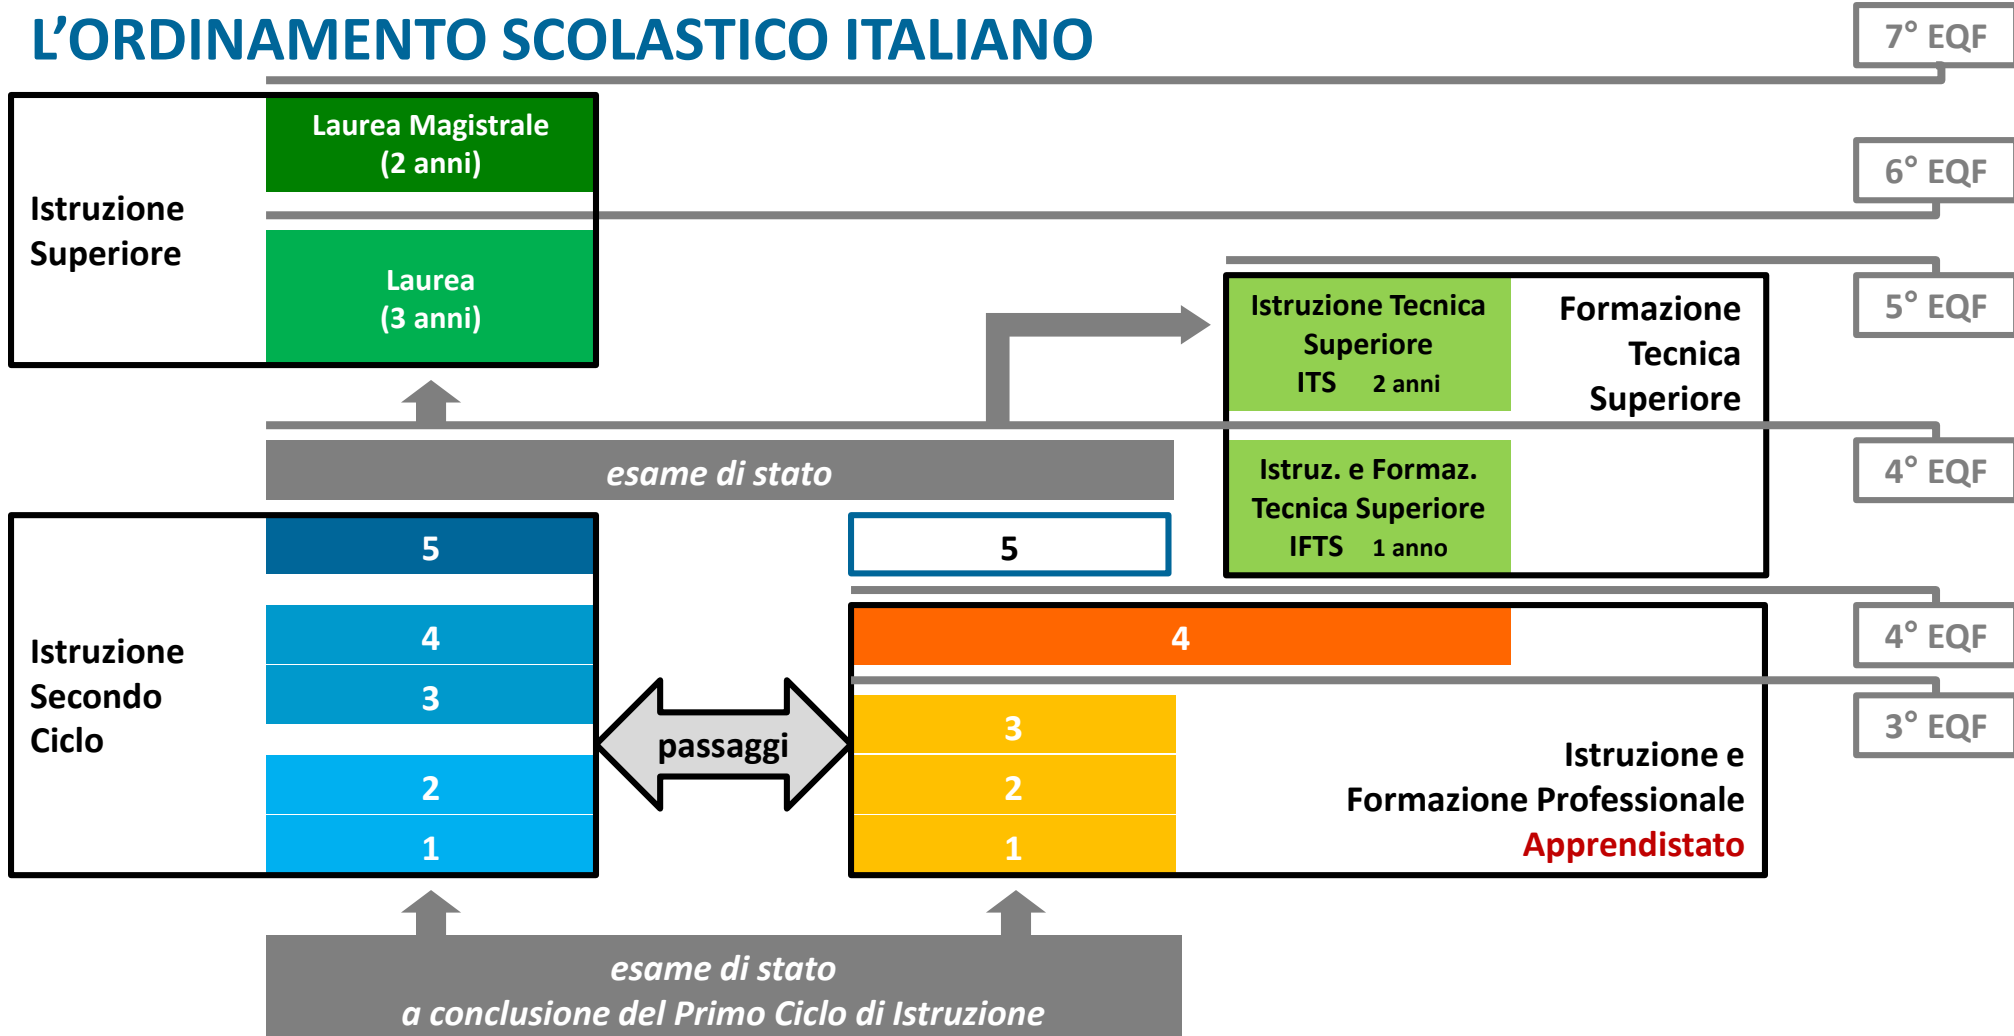 L'ORDINAMENTO SCOLASTICO ITALIANO
7° EQF
Laurea Magistrale
(2 anni)
6° EQF
Istruzione
Superiore
Laurea
(3 anni)
5° EQF
Istruzione Tecnica
Superiore
ITS 2 anni
Formazione
Tecnica
Superiore
esame di stato
4° EQF
Istruz. e Formaz.
Tecnica Superiore
IFTS 1 anno
5
5
Istruzione
Secondo
Ciclo
4
3
2
1
passaggi
4
4° EQF
3° EQF
3
2
1
Istruzione e
Formazione Professionale
Apprendistato
esame di stato
a conclusione del Primo Ciclo di Istruzione